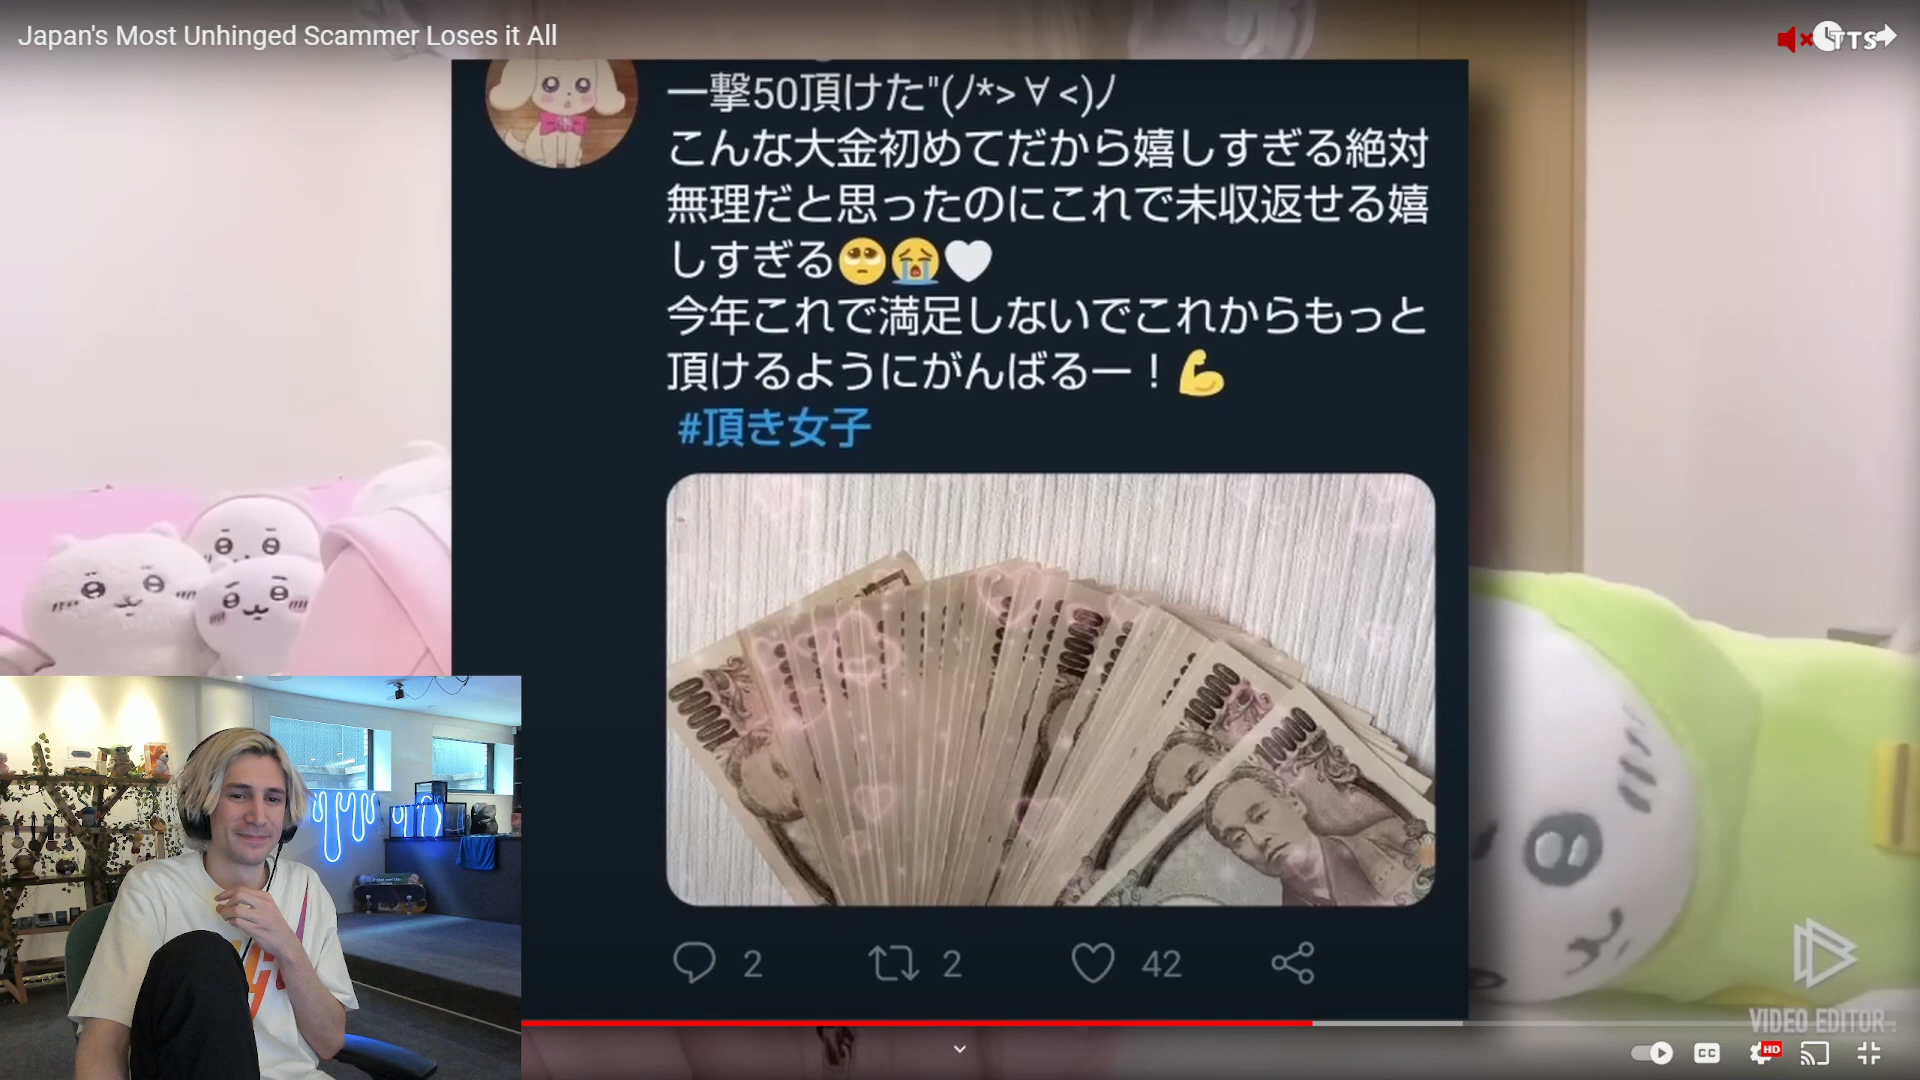 Japan's Most Unhinged Scammer Loses it All
TTS
一撃50頂けた"(ﾉ*>∀<)ﾉ
こんな大金初めてだから嬉しすぎる絶対
無理だと思ったのにこれで未収返せる嬉
しすぎる🥺😭🤍
今年これで満足しないでこれからもっと
頂けるようにがんばるー！💪
#頂き女子
10000
10000
10000
10000
2
2
42
VIDEO EDITOR
CC
HD